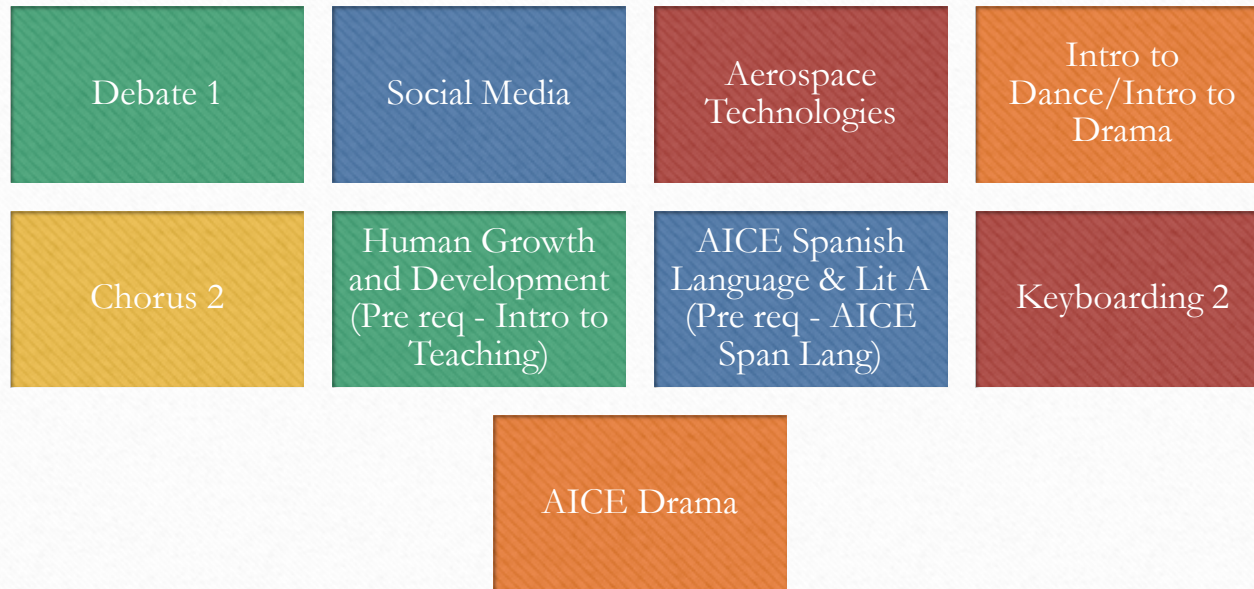 Debate 1
Social Media
Aerospace
Technologies
Intro to
Dance/Intro to
Drama
Chorus 2
Human Growth
and Development
(Pre req - Intro to
Teaching)
AICE Spanish
Language & Lit A
(Pre req - AICE
Span Lang)
Keyboarding 2
AICE Drama